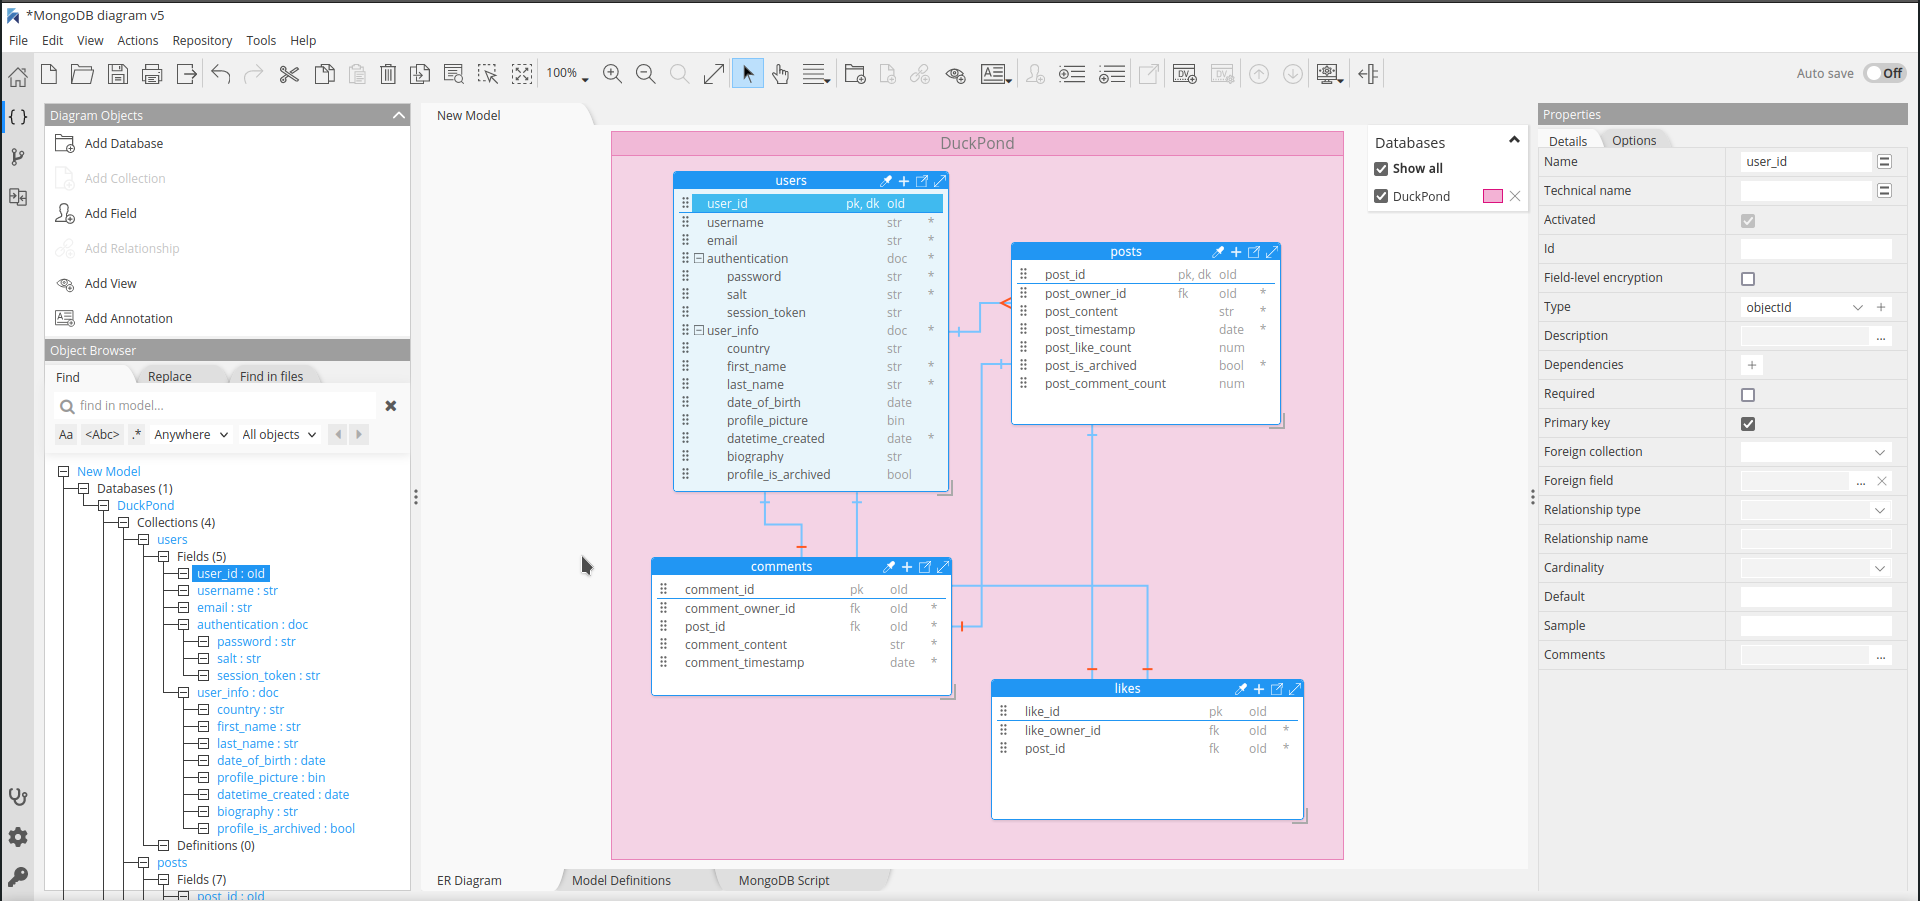 *MongoDB diagram v5
File Edit View Actions Repository Tools Help
100%
Auto save Off
Diagram Objects
Add Database
Add Collection
Add Field
Add Relationship
Add View
Add Annotation
Object Browser
Find Replace Find in files
find in model...
Aa <Abc> .* Anywhere All objects
New Model
Databases (1)
DuckPond
Collections (4)
users
Fields (5)
user_id : oId
username : str
email : str
authentication : doc
password : str
salt : str
session_token : str
user_info : doc
country : str
first_name : str
last_name : str
date_of_birth : date
profile_picture : bin
datetime_created : date
biography : str
profile_is_archived : bool
Definitions (0)
posts
Fields (7)
post_id : oId
New Model
DuckPond
users
user_id pk, dk oId
username str *
email str *
authentication doc *
password str *
salt str *
session_token str
user_info doc *
country str
first_name str *
last_name str *
date_of_birth date
profile_picture bin
datetime_created date *
biography str
profile_is_archived bool
posts
post_id pk, dk oId
post_owner_id fk oId *
post_content str *
post_timestamp date *
post_like_count num
post_is_archived bool *
post_comment_count num
comments
comment_id pk oId
comment_owner_id fk oId *
post_id fk oId *
comment_content str *
comment_timestamp date *
likes
like_id pk oId
like_owner_id fk oId *
post_id fk oId *
Databases
Show all
DuckPond
ER Diagram Model Definitions MongoDB Script
Properties
Details Options
Name user_id
Technical name
Activated
Id
Field-level encryption
Type objectId
Description ...
Dependencies
Required
Primary key
Foreign collection
Foreign field ...
Relationship type
Relationship name
Cardinality
Default
Sample
Comments ...